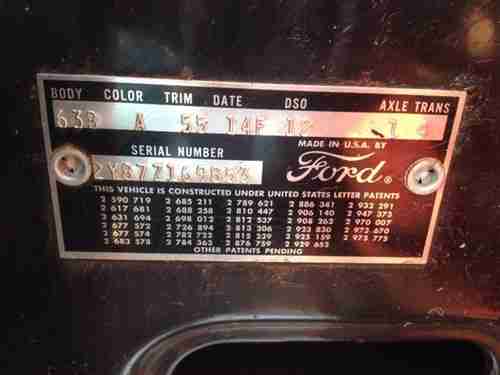 BODY COLOR TRIM DATE DSO AXLE TRANS
63B A 55 14F 12 1 4
SERIAL NUMBER
2Y87Z169853
MADE IN U.S.A. BY
Ford®
THIS VEHICLE IS CONSTRUCTED UNDER UNITED STATES LETTER PATENTS
2 590 719 2 685 211 2 789 621 2 886 341 2 933 291
2 617 681 2 688 258 2 810 447 2 906 140 2 947 373
2 631 694 2 698 012 2 812 537 2 908 262 2 970 007
2 677 572 2 726 894 2 813 306 2 923 830 2 972 670
2 677 574 2 782 722 2 813 229 2 925 159 2 975 775
2 683 578 2 784 363 2 876 759 2 929 653
OTHER PATENTS PENDING